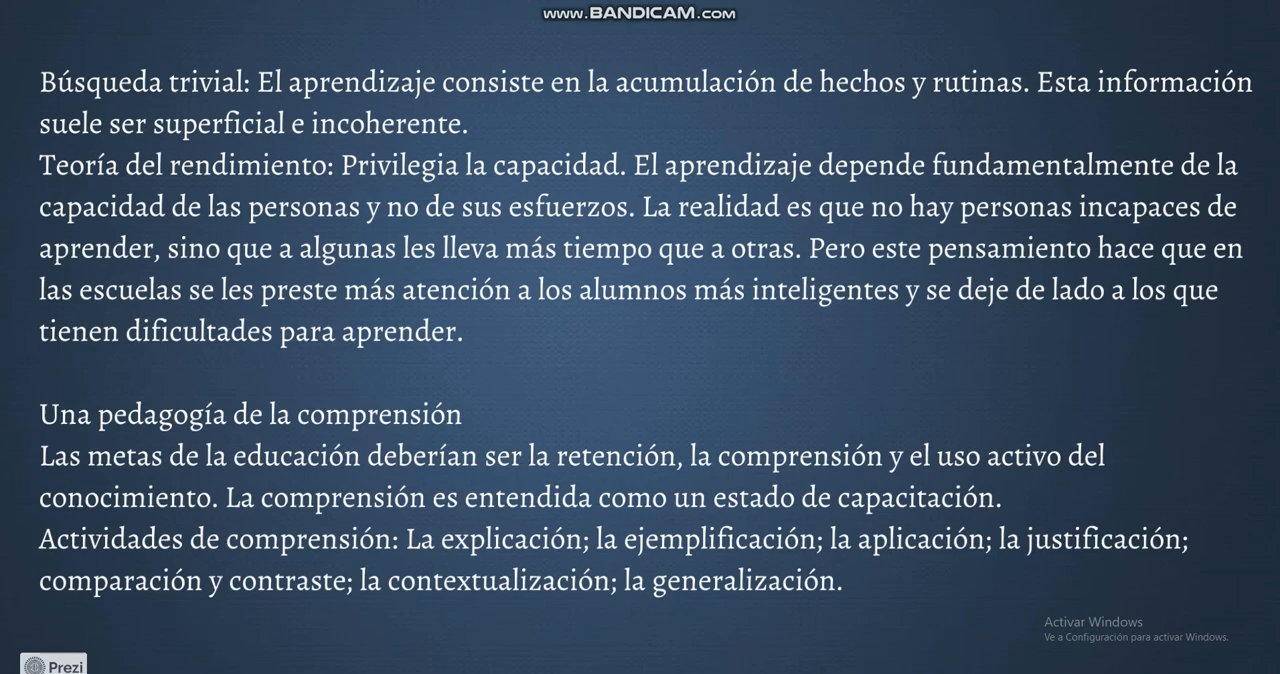 www.BANDICAM.com
Búsqueda trivial: El aprendizaje consiste en la acumulación de hechos y rutinas. Esta información
suele ser superficial e incoherente.
Teoría del rendimiento: Privilegia la capacidad. El aprendizaje depende fundamentalmente de la
capacidad de las personas y no de sus esfuerzos. La realidad es que no hay personas incapaces de
aprender, sino que a algunas les lleva más tiempo que a otras. Pero este pensamiento hace que en
las escuelas se les preste más atención a los alumnos más inteligentes y se deje de lado a los que
tienen dificultades para aprender.
Una pedagogía de la comprensión
Las metas de la educación deberían ser la retención, la comprensión y el uso activo del
conocimiento. La comprensión es entendida como un estado de capacitación.
Actividades de comprensión: La explicación; la ejemplificación; la aplicación; la justificación;
comparación y contraste; la contextualización; la generalización.
Activar Windows
Ve a Configuración para activar Windows.
Prezi